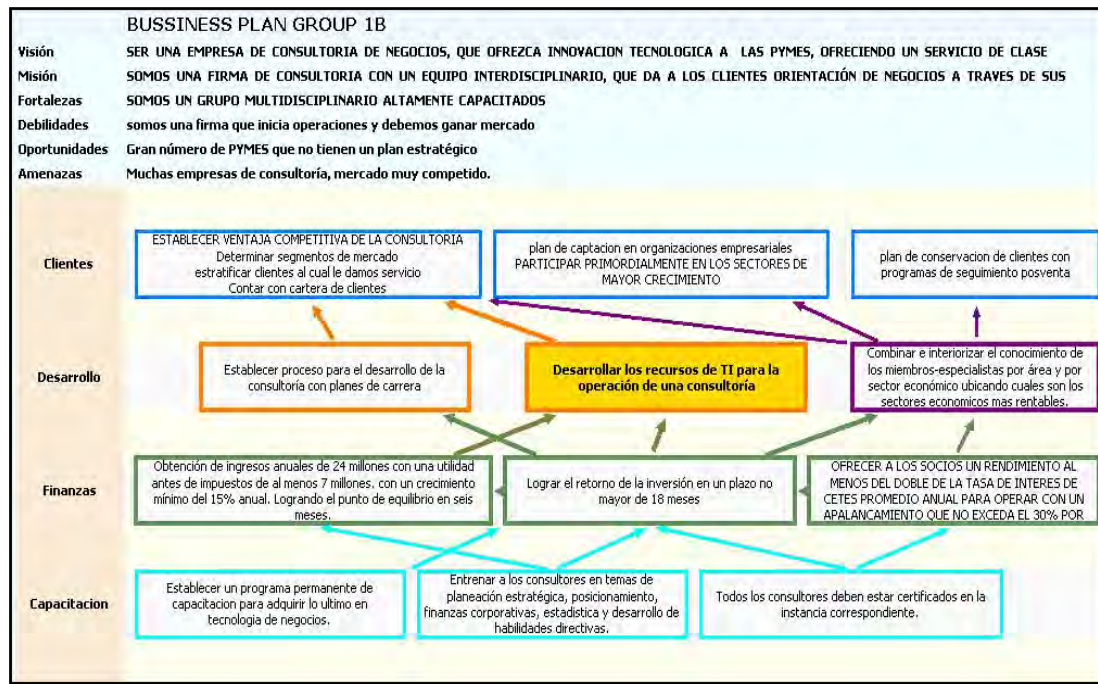 BUSSINESS PLAN GROUP 1B
Visión SER UNA EMPRESA DE CONSULTORIA DE NEGOCIOS, QUE OFREZCA INNOVACION TECNOLOGICA A LAS PYMES, OFRECIENDO UN SERVICIO DE CLASE
Misión SOMOS UNA FIRMA DE CONSULTORIA CON UN EQUIPO INTERDISCIPLINARIO, QUE DA A LOS CLIENTES ORIENTACIÓN DE NEGOCIOS A TRAVES DE SUS
Fortalezas SOMOS UN GRUPO MULTIDISCIPLINARIO ALTAMENTE CAPACITADOS
Debilidades somos una firma que inicia operaciones y debemos ganar mercado
Oportunidades Gran número de PYMES que no tienen un plan estratégico
Amenazas Muchas empresas de consultoría, mercado muy competido.
Clientes
ESTABLECER VENTAJA COMPETITIVA DE LA CONSULTORIA
Determinar segmentos de mercado
estratificar clientes al cual le damos servicio
Contar con cartera de clientes
plan de captacion en organizaciones empresariales
PARTICIPAR PRIMORDIALMENTE EN LOS SECTORES DE
MAYOR CRECIMIENTO
plan de conservacion de clientes con
programas de seguimiento posventa
Desarrollo
Establecer proceso para el desarrollo de la
consultoría con planes de carrera
Desarrollar los recursos de TI para la
operación de una consultoría
Combinar e interiorizar el conocimiento de
los miembros-especialistas por área y por
sector económico ubicando cuales son los
sectores economicos mas rentables.
Finanzas
Obtención de ingresos anuales de 24 millones con una utilidad
antes de impuestos de al menos 7 millones. con un crecimiento
mínimo del 15% anual. Logrando el punto de equilibrio en seis
meses.
Lograr el retorno de la inversión en un plazo no
mayor de 18 meses
OFRECER A LOS SOCIOS UN RENDIMIENTO AL
MENOS DEL DOBLE DE LA TASA DE INTERES DE
CETES PROMEDIO ANUAL PARA OPERAR CON UN
APALANCAMIENTO QUE NO EXCEDA EL 30% POR
Capacitacion
Establecer un programa permanente de
capacitacion para adquirir lo ultimo en
tecnologia de negocios.
Entrenar a los consultores en temas de
planeación estratégica, posicionamiento,
finanzas corporativas, estadistica y desarrollo de
habilidades directivas.
Todos los consultores deben estar certificados en la
instancia correspondiente.